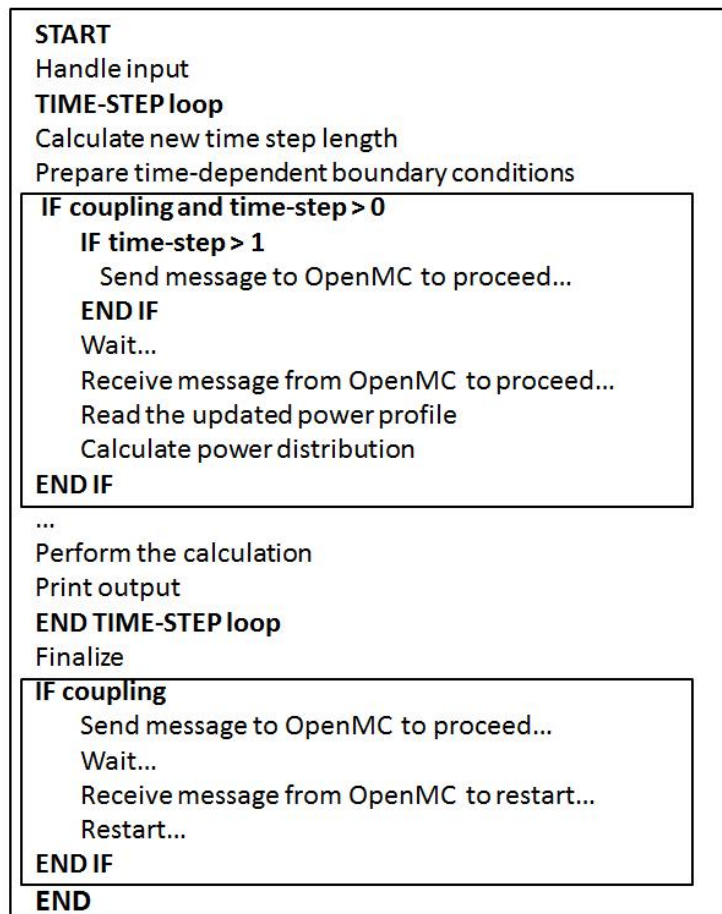 START
Handle input
TIME-STEP loop
Calculate new time step length
Prepare time-dependent boundary conditions
IF coupling and time-step > 0
IF time-step > 1
Send message to OpenMC to proceed...
END IF
Wait...
Receive message from OpenMC to proceed...
Read the updated power profile
Calculate power distribution
END IF
...
Perform the calculation
Print output
END TIME-STEP loop
Finalize
IF coupling
Send message to OpenMC to proceed...
Wait...
Receive message from OpenMC to restart...
Restart...
END IF
END